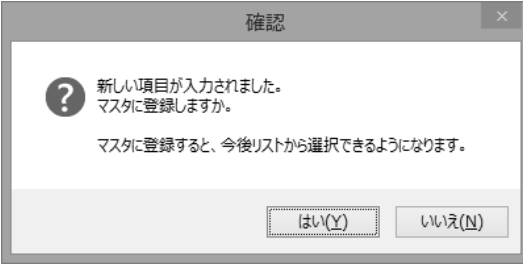 確認
新しい項目が入力されました。
マスタに登録しますか。
マスタに登録すると、今後リストから選択できるようになります。
はい(Y)
いいえ(N)